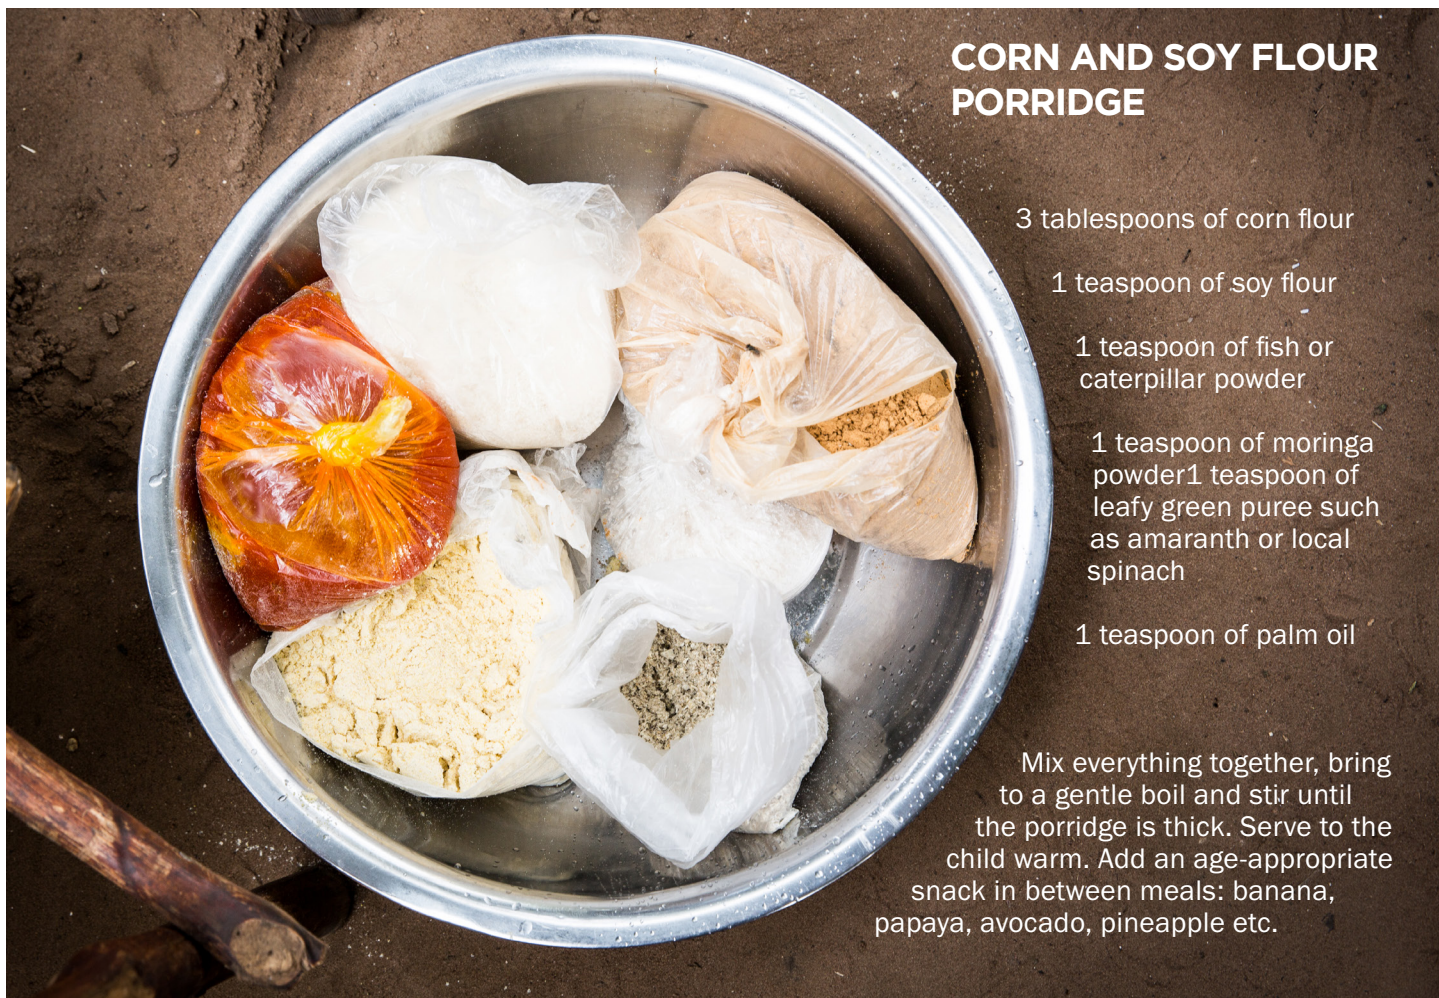 CORN AND SOY FLOUR
PORRIDGE
3 tablespoons of corn flour
1 teaspoon of soy flour
1 teaspoon of fish or
caterpillar powder
1 teaspoon of moringa
powder1 teaspoon of
leafy green puree such
as amaranth or local
spinach
1 teaspoon of palm oil
Mix everything together, bring
to a gentle boil and stir until
the porridge is thick. Serve to the
child warm. Add an age-appropriate
snack in between meals: banana,
papaya, avocado, pineapple etc.